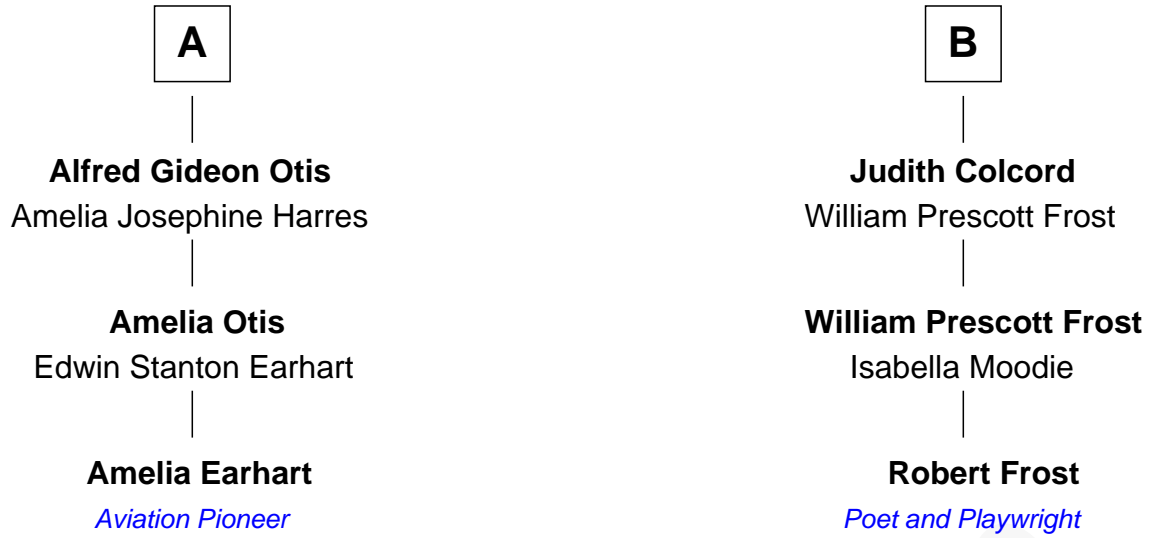 A
Alfred Gideon Otis
Amelia Josephine Harres
Amelia Otis
Edwin Stanton Earhart
Amelia Earhart
Aviation Pioneer
B
Judith Colcord
William Prescott Frost
William Prescott Frost
Isabella Moodie
Robert Frost
Poet and Playwright